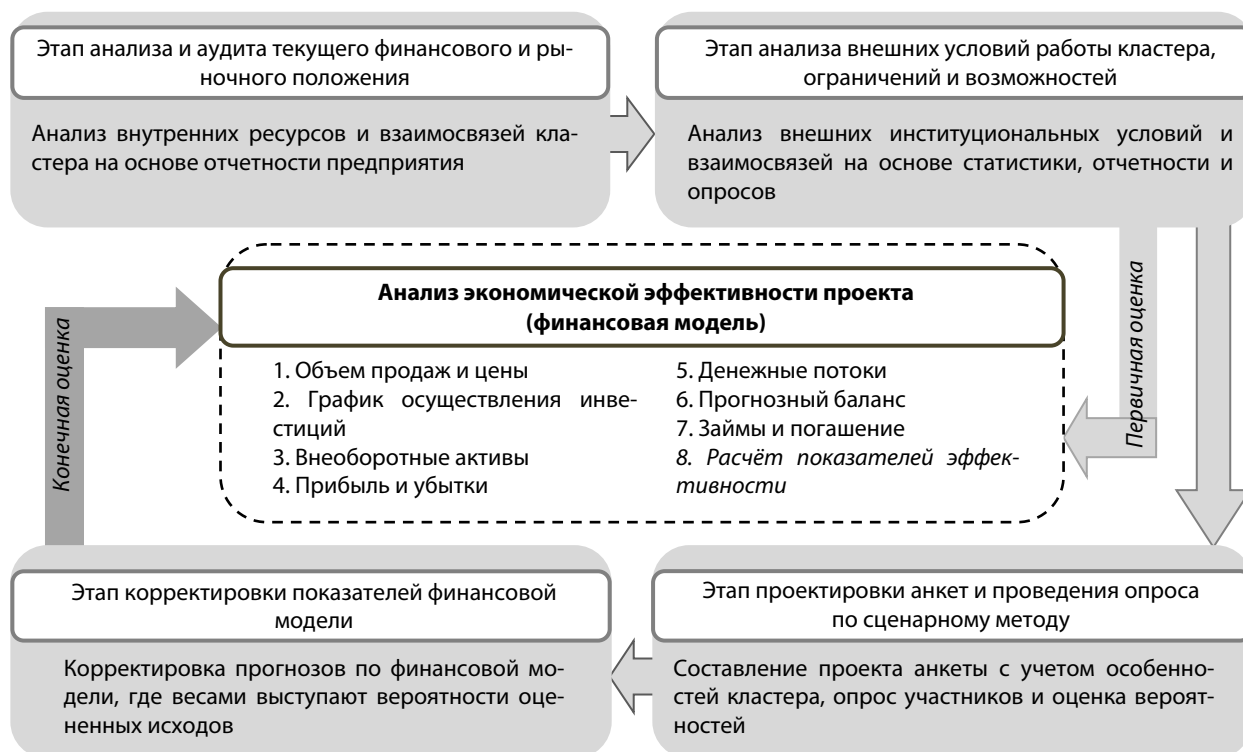 Этап анализа и аудита текущего финансового и ры-
ночного положения
Анализ внутренних ресурсов и взаимосвязей кла-
стера на основе отчетности предприятия
Этап анализа внешних условий работы кластера,
ограничений и возможностей
Анализ внешних институциональных условий и
взаимосвязей на основе статистики, отчетности и
опросов
Конечная оценка
Анализ экономической эффективности проекта
(финансовая модель)
1. Объем продаж и цены
2. График осуществления инве-
стиций
3. Внеоборотные активы
4. Прибыль и убытки
5. Денежные потоки
6. Прогнозный баланс
7. Займы и погашение
8. Расчёт показателей эффек-
тивности
Первичная оценка
Этап корректировки показателей финансовой
модели
Корректировка прогнозов по финансовой мо-
дели, где весами выступают вероятности оце-
ненных исходов
Этап проектировки анкет и проведения опроса
по сценарному методу
Составление проекта анкеты с учетом особенно-
стей кластера, опрос участников и оценка вероят-
ностей